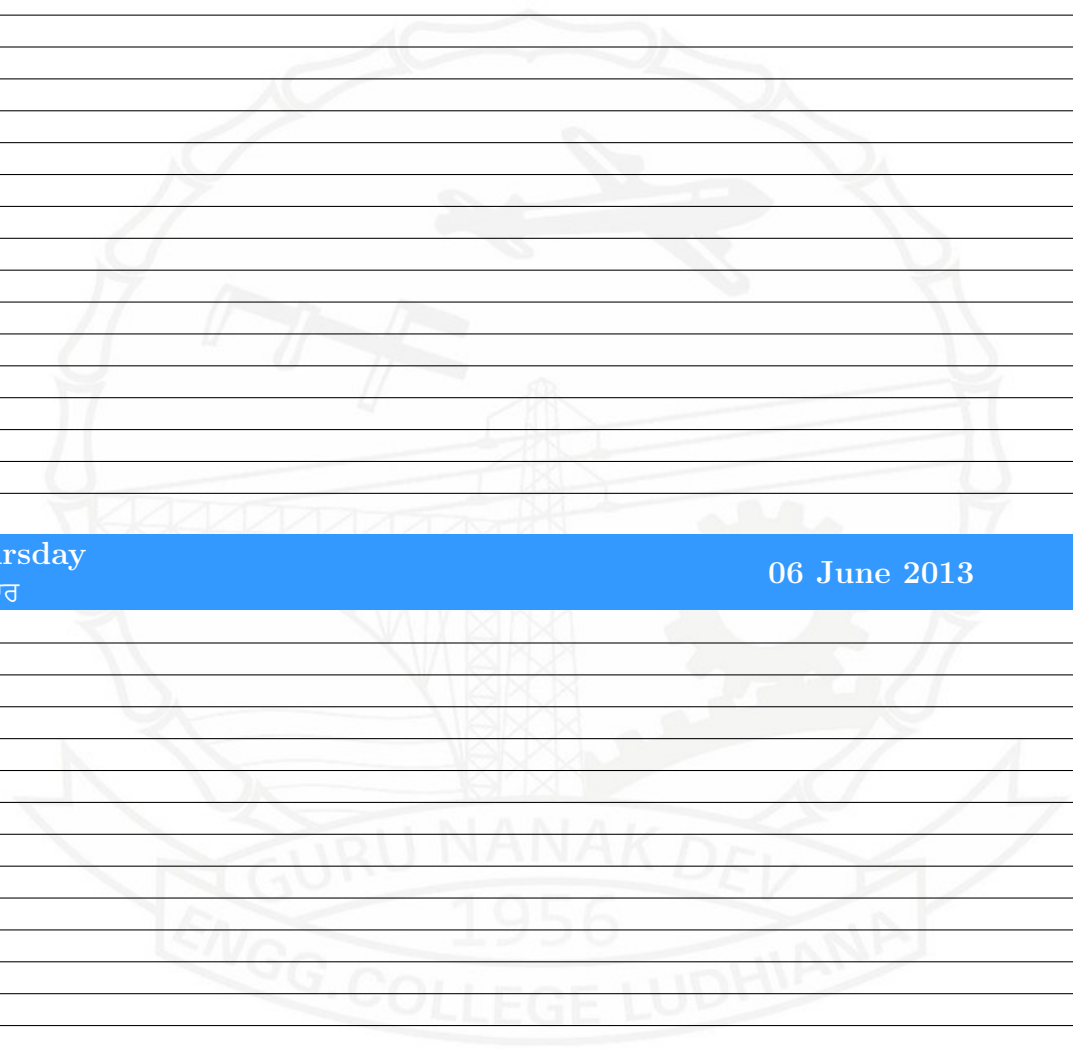 rsday
ਾਰ
06 June 2013
GURU NANAK DEV
1956
ENGG.COLLEGE LUDHIANA